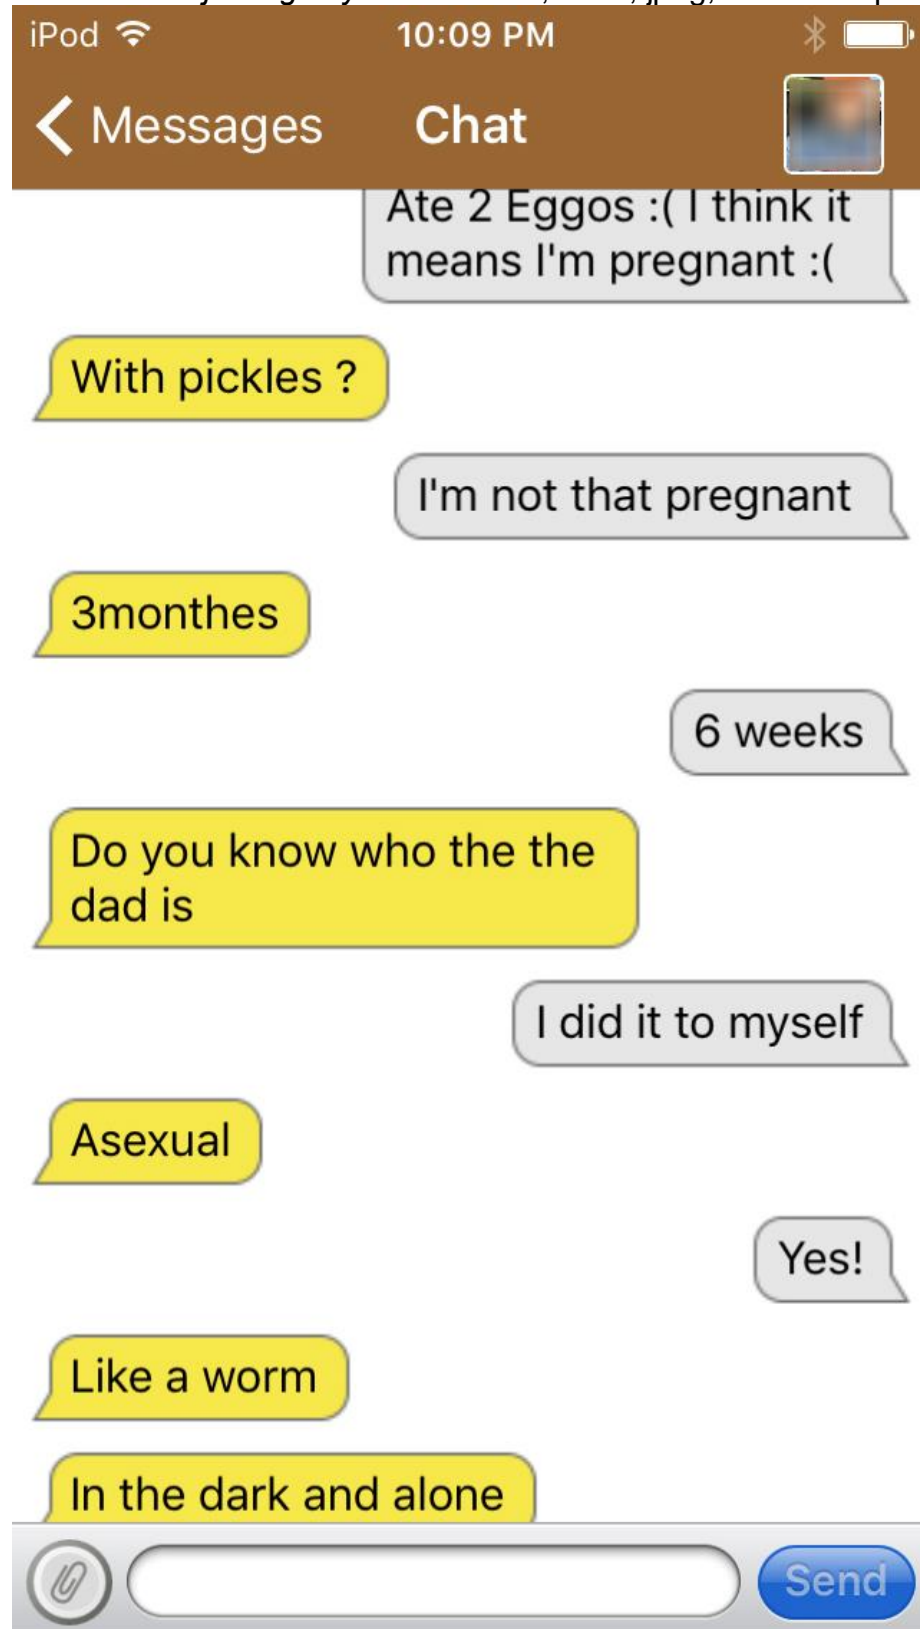 iPod
10:09 PM
Messages
Chat
Ate 2 Eggos :( I think it
means I'm pregnant :(
With pickles ?
I'm not that pregnant
3monthes
6 weeks
Do you know who the the
dad is
I did it to myself
Asexual
Yes!
Like a worm
In the dark and alone
Send